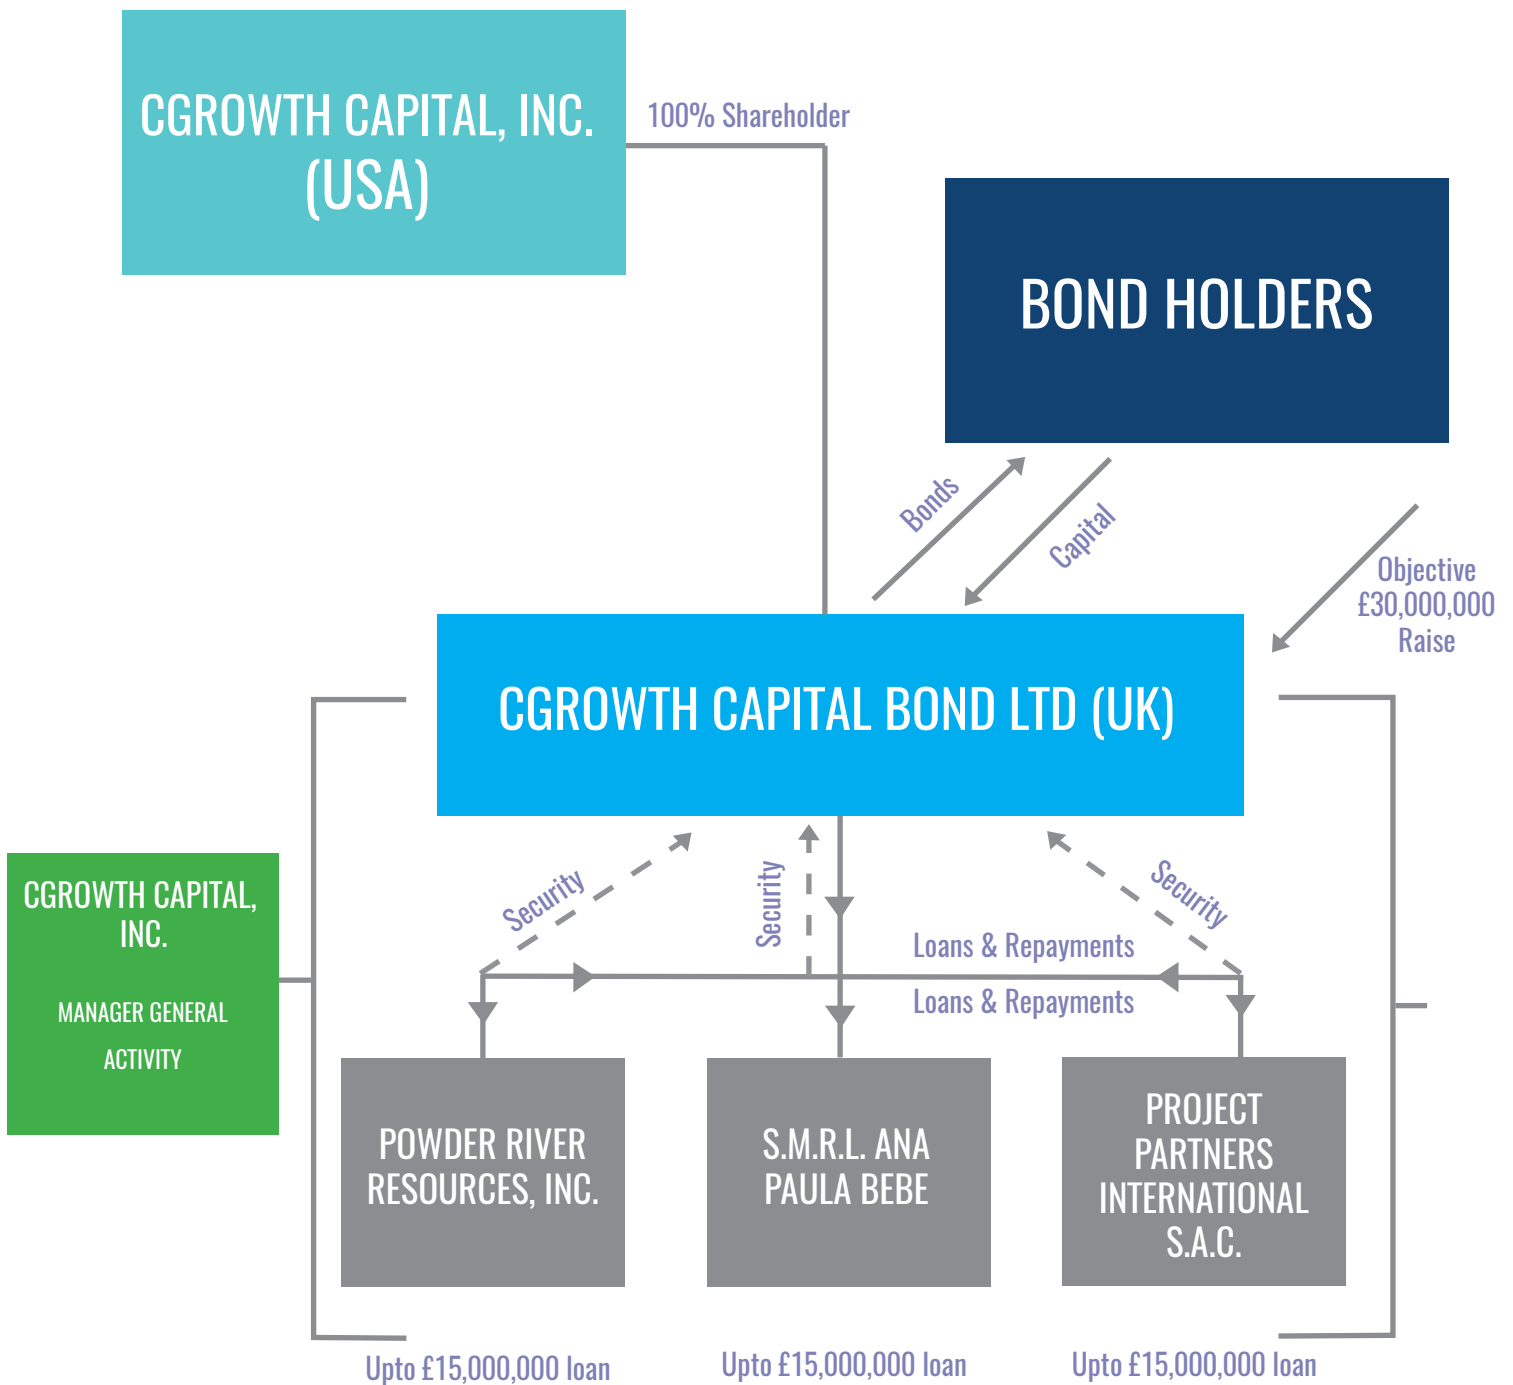 CGROWTH CAPITAL, INC.
(USA)
100% Shareholder
BOND HOLDERS
Bonds
Capital
Objective
£30,000,000
Raise
CGROWTH CAPITAL BOND LTD (UK)
CGROWTH CAPITAL,
INC.
MANAGER GENERAL
ACTIVITY
Security
Security
Security
Loans & Repayments
Loans & Repayments
POWDER RIVER
RESOURCES, INC.
S.M.R.L. ANA
PAULA BEBE
PROJECT
PARTNERS
INTERNATIONAL
S.A.C.
Upto £15,000,000 loan
Upto £15,000,000 loan
Upto £15,000,000 loan